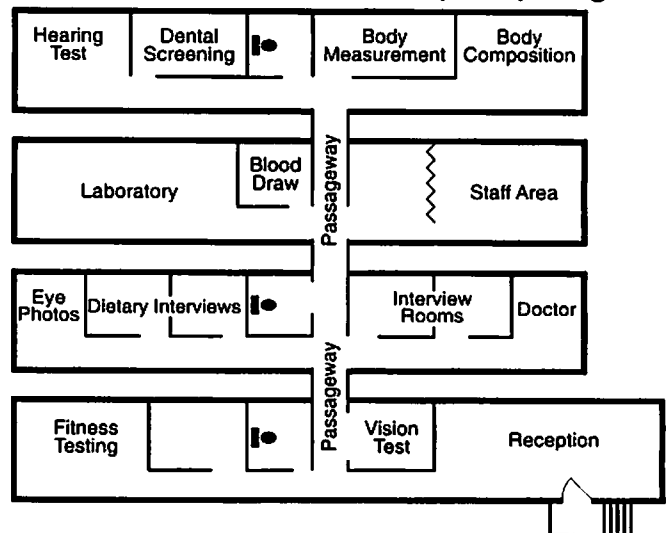 Hearing
Test
Dental
Screening
Body
Measurement
Body
Composition
Laboratory
Blood
Draw
Passageway
Staff Area
Eye
Photos
Dietary Interviews
Interview
Rooms
Doctor
Passageway
Fitness
Testing
Vision
Test
Reception